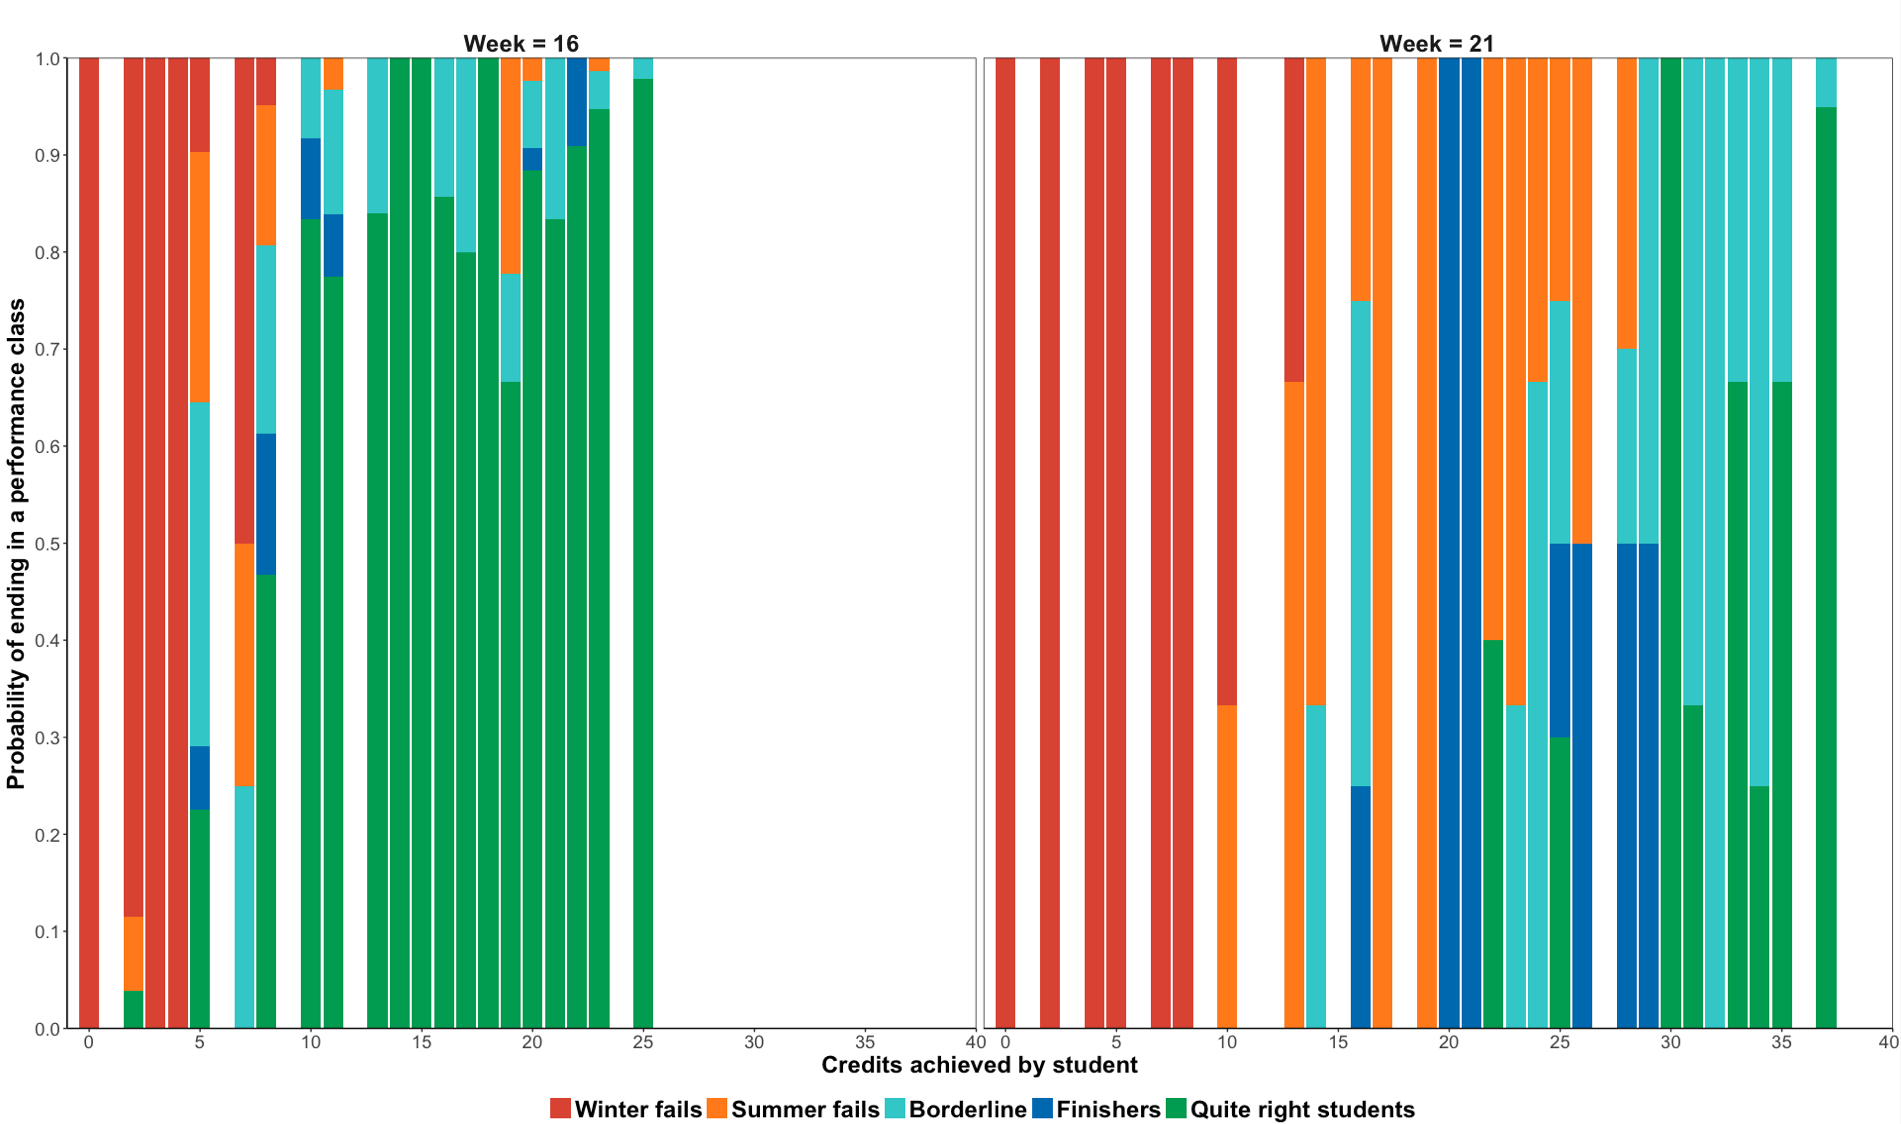 Week = 16
Week = 21
Probability of ending in a performance class
1.0
0.9
0.8
0.7
0.6
0.5
0.4
0.3
0.2
0.1
0.0
0 5 10 15 20 25 30 35 40
0 5 10 15 20 25 30 35 40
Credits achieved by student
Winter fails Summer fails Borderline Finishers Quite right students